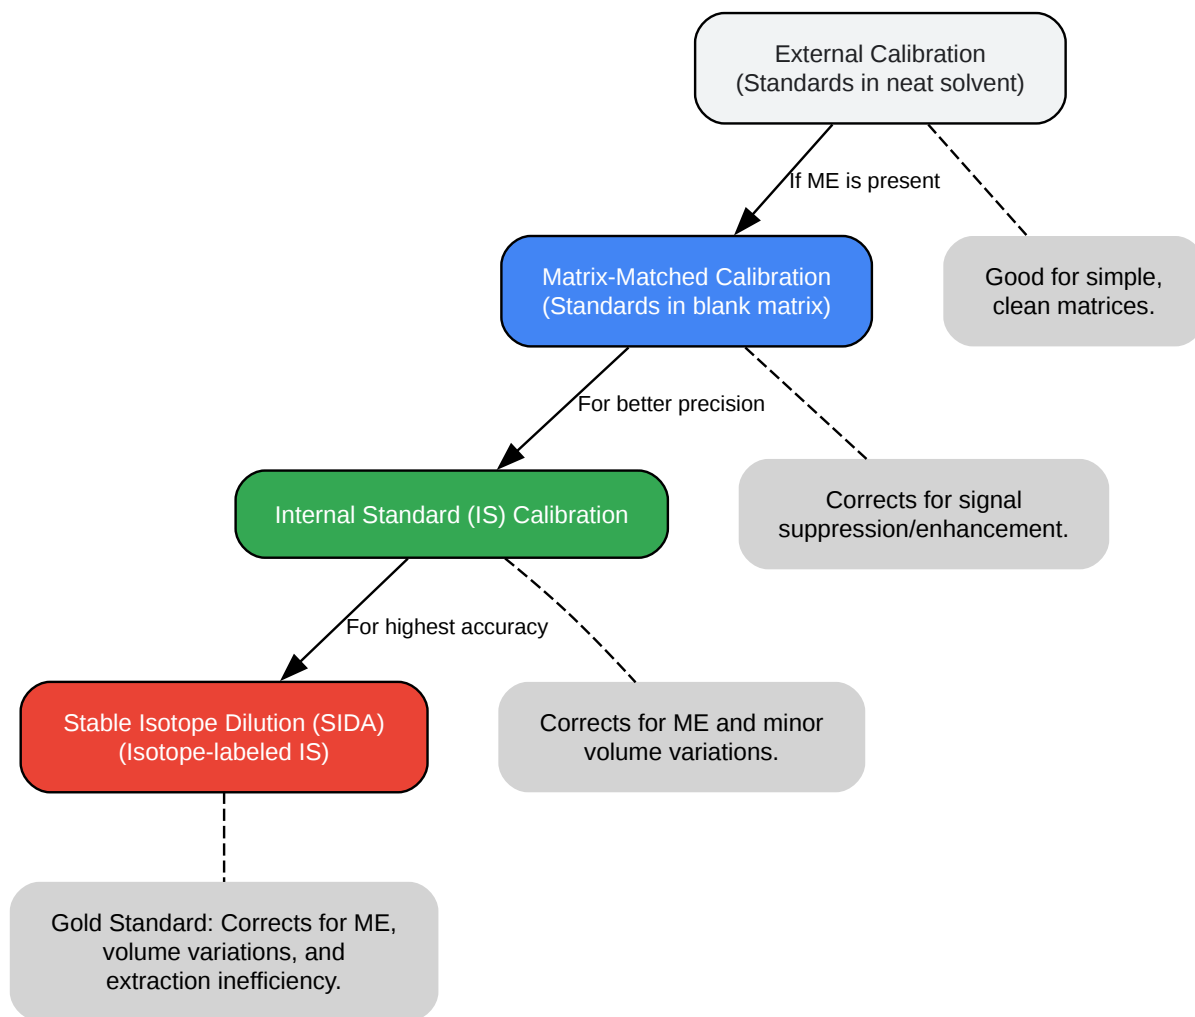 External Calibration
(Standards in neat solvent)
If ME is present
Matrix-Matched Calibration
(Standards in blank matrix)
Good for simple,
clean matrices.
For better precision
Internal Standard (IS) Calibration
Corrects for signal
suppression/enhancement.
For highest accuracy
Stable Isotope Dilution (SIDA)
(Isotope-labeled IS)
Corrects for ME and minor
volume variations.
Gold Standard: Corrects for ME,
volume variations, and
extraction inefficiency.